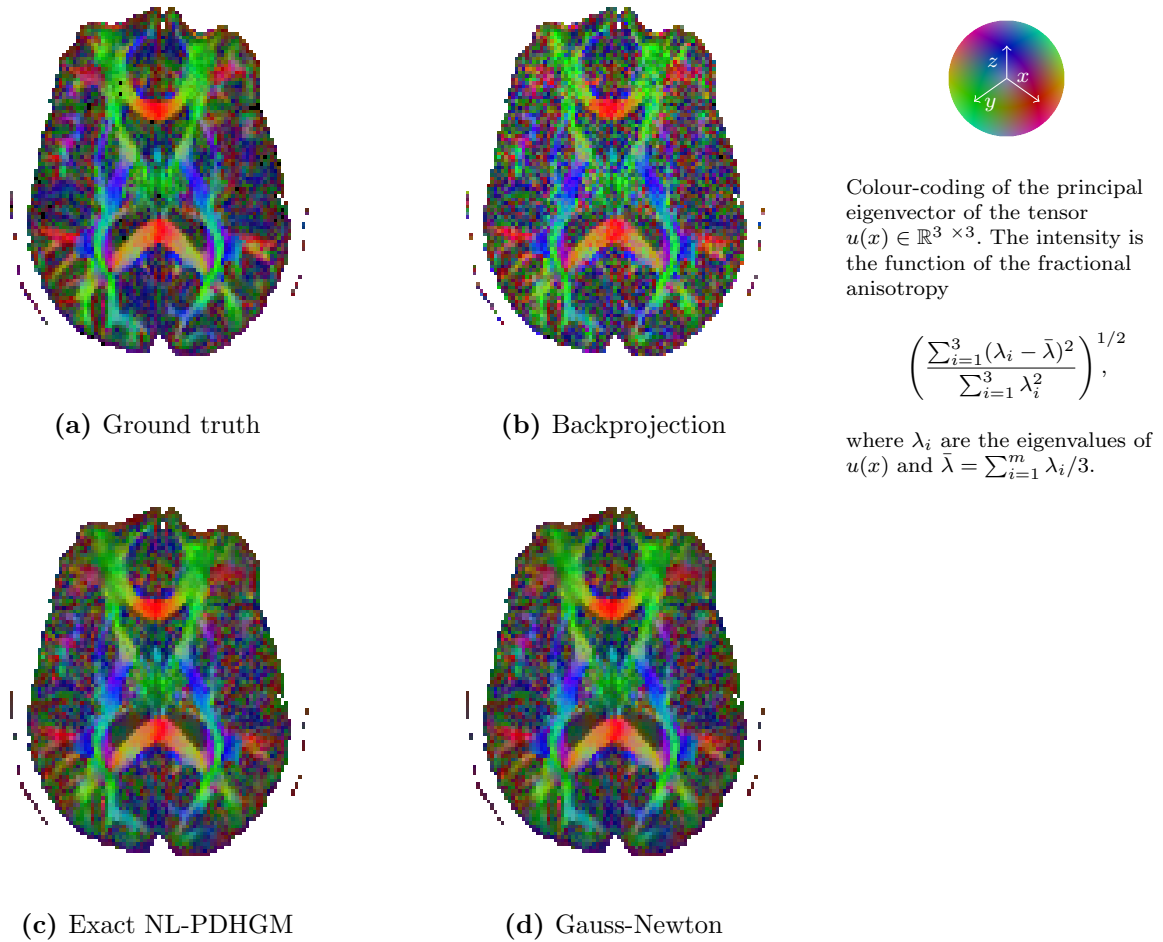 z
x
y
Colour-coding of the principal
eigenvector of the tensor
u(x) ∈ ℝ^{3 ×3}. The intensity is
the function of the fractional
anisotropy
(∑_{i=1}^{3}(λ_i − λ̄)^2 / ∑_{i=1}^{3} λ_i^2)^{1/2},
where λ_i are the eigenvalues of
u(x) and λ̄ = ∑_{i=1}^{m} λ_i/3.
(a) Ground truth
(b) Backprojection
(c) Exact NL-PDHGM
(d) Gauss-Newton